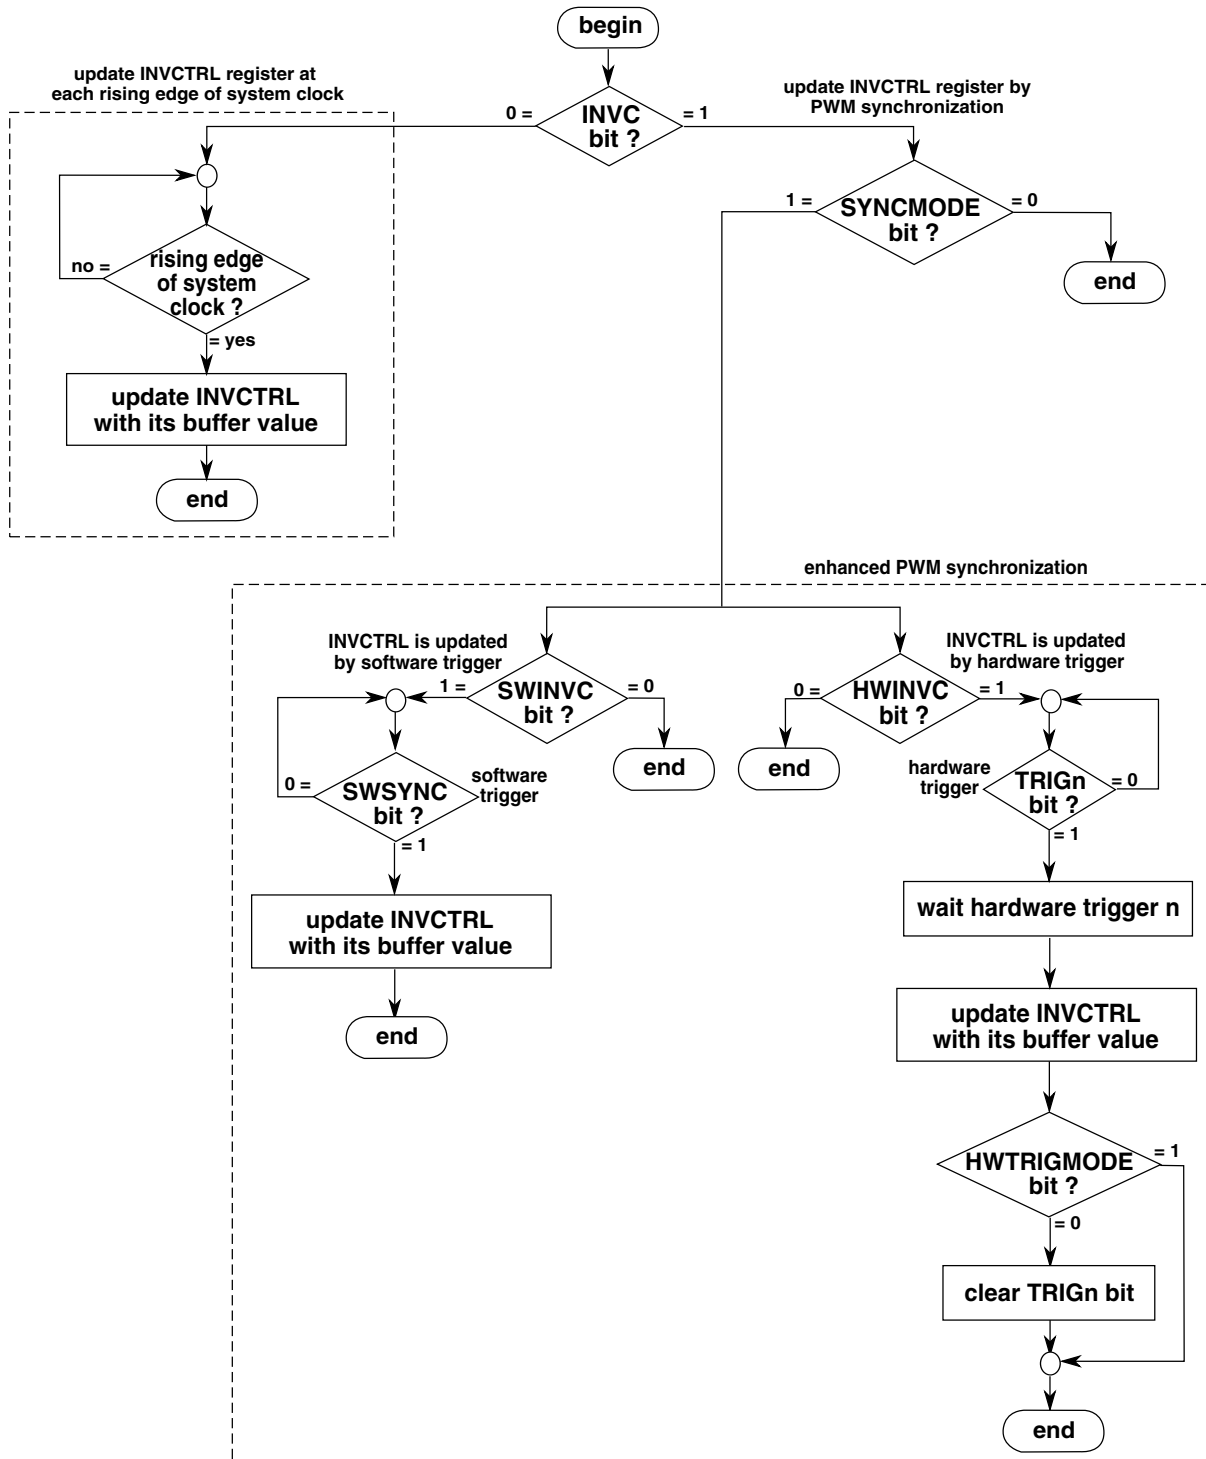 begin
update INVCTRL register at
each rising edge of system clock
update INVCTRL register by
PWM synchronization
0 =
INVC
bit ?
= 1
1 =
SYNCMODE
bit ?
= 0
end
no =
rising edge
of system
clock ?
= yes
update INVCTRL
with its buffer value
end
enhanced PWM synchronization
INVCTRL is updated
by software trigger
1 =
SWINVC
bit ?
= 0
end
0 =
SWSYNC
bit ?
software
trigger
= 1
update INVCTRL
with its buffer value
end
INVCTRL is updated
by hardware trigger
0 =
HWINVC
bit ?
= 1
end
hardware
trigger
TRIGn
bit ?
= 0
= 1
wait hardware trigger n
update INVCTRL
with its buffer value
HWTRIGMODE
bit ?
= 1
= 0
clear TRIGn bit
end